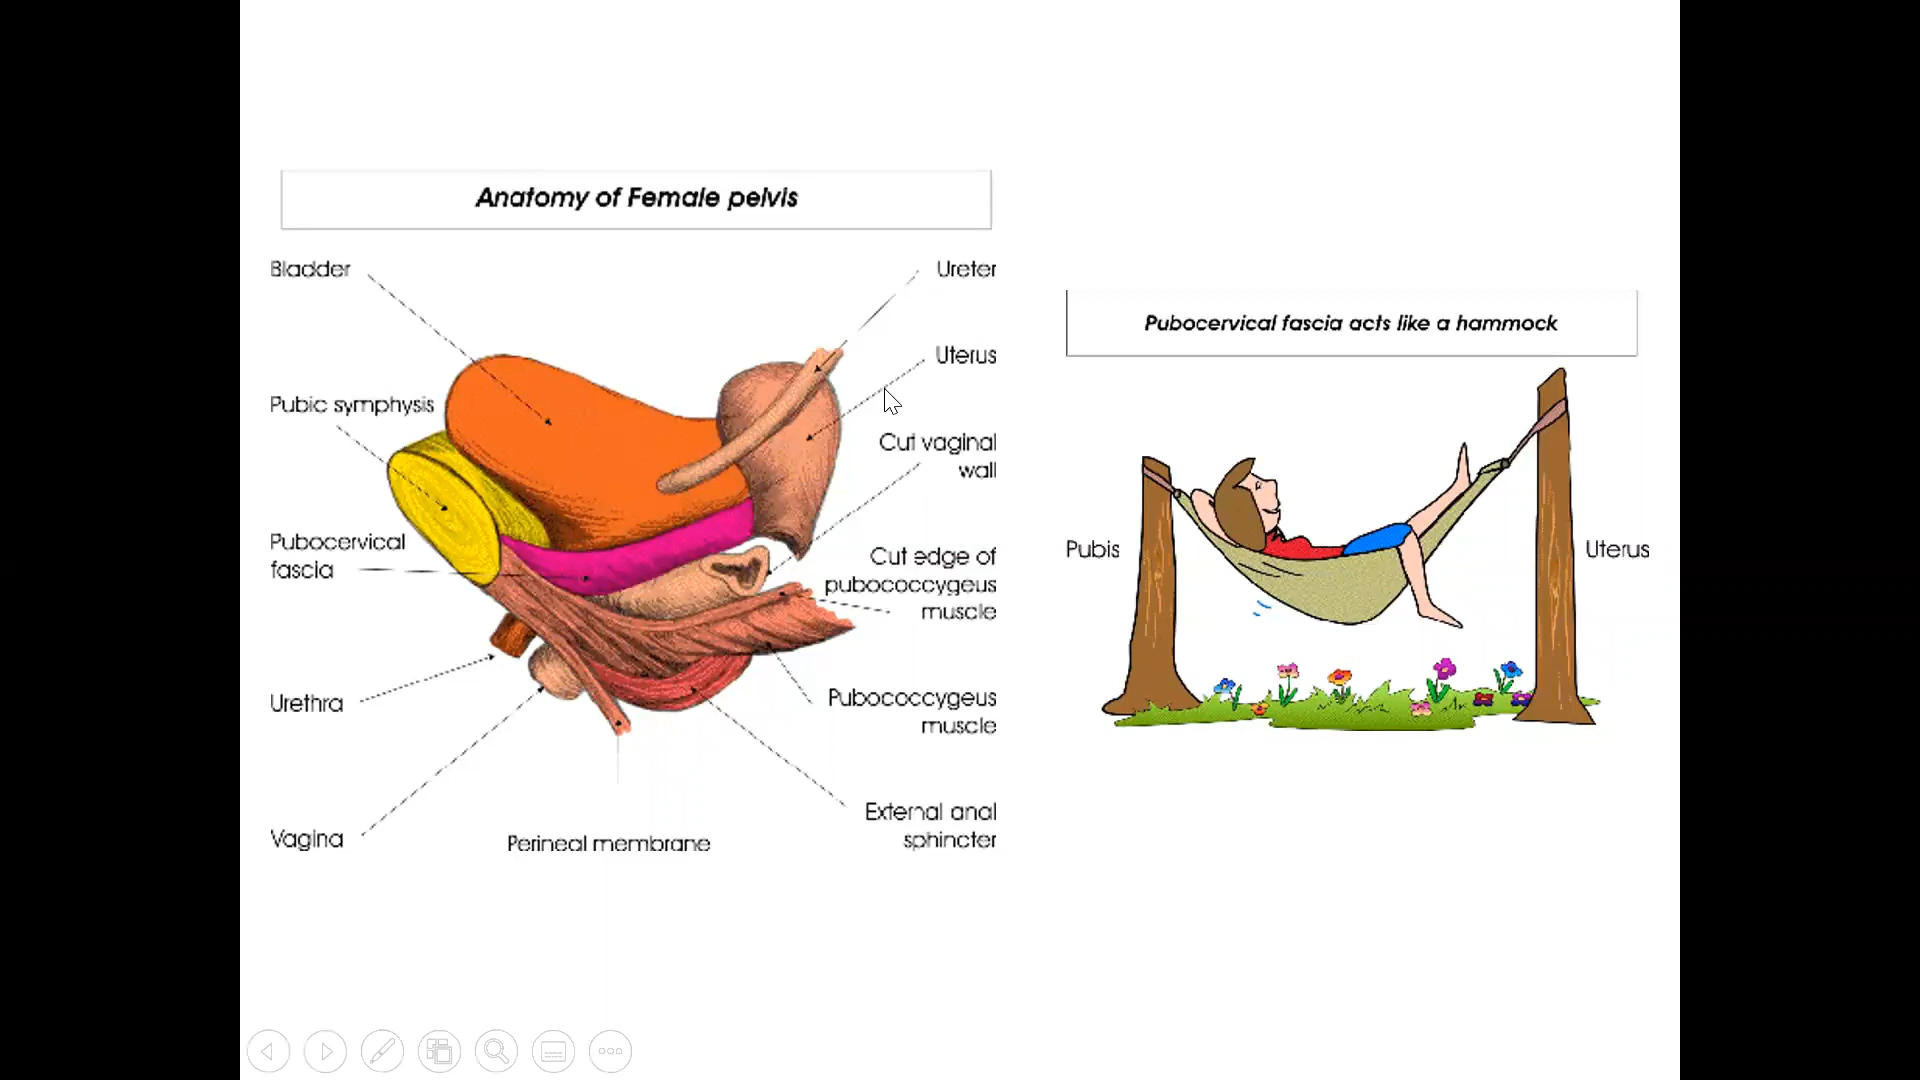 Anatomy of Female pelvis
Bladder
Ureter
Uterus
Pubic symphysis
Cut vaginal
wall
Pubocervical
fascia
Cut edge of
pubococcygeus
muscle
Urethra
Pubococcygeus
muscle
Vagina
Perineal membrane
External anal
sphincter
Pubocervical fascia acts like a hammock
Pubis
Uterus